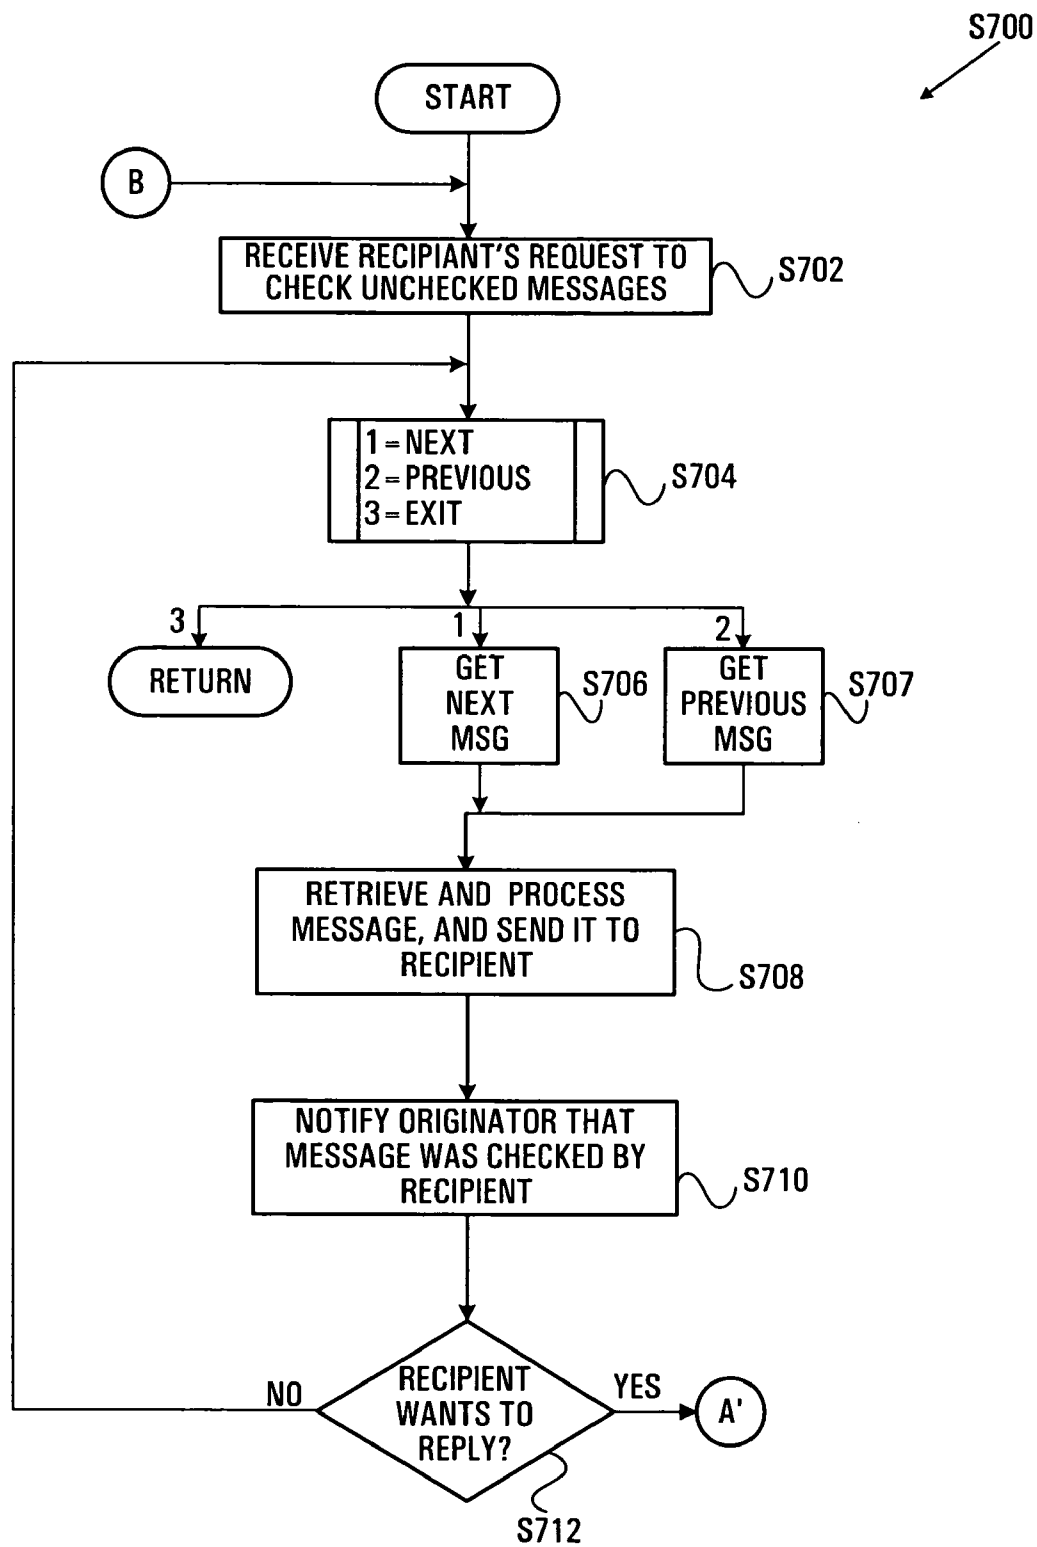 S700
START
B
RECEIVE RECIPIANT'S REQUEST TO
CHECK UNCHECKED MESSAGES
S702
1=NEXT
2=PREVIOUS
3=EXIT
S704
3
1
2
RETURN
GET
NEXT
MSG
S706
GET
PREVIOUS
MSG
S707
RETRIEVE AND PROCESS
MESSAGE, AND SEND IT TO
RECIPIENT
S708
NOTIFY ORIGINATOR THAT
MESSAGE WAS CHECKED BY
RECIPIENT
S710
RECIPIENT
WANTS TO
REPLY?
NO
YES
A'
S712